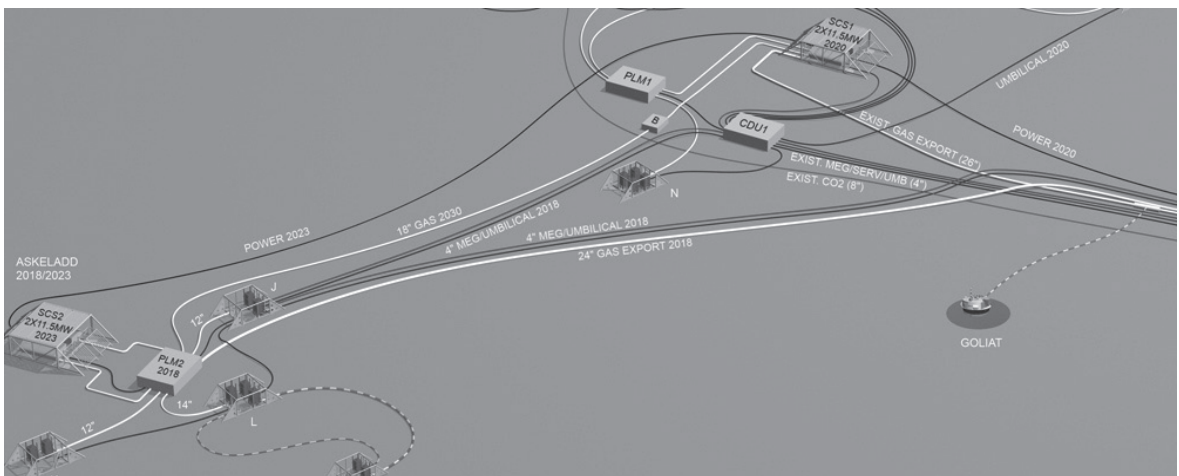 SCS1
2X11.5MW
2020
UMBILICAL 2020
PLM1
B
CDU1
EXIST. GAS EXPORT (26")
POWER 2020
EXIST. MEG/SERV/UMB (4")
EXIST. CO2 (8")
N
POWER 2023
18" GAS 2030
4" MEG/UMBILICAL 2018
4" MEG/UMBILICAL 2018
24" GAS EXPORT 2018
ASKELADD
2018/2023
J
SCS2
2X11.5MW
2023
12"
PLM2
2018
GOLIAT
14"
L
12"